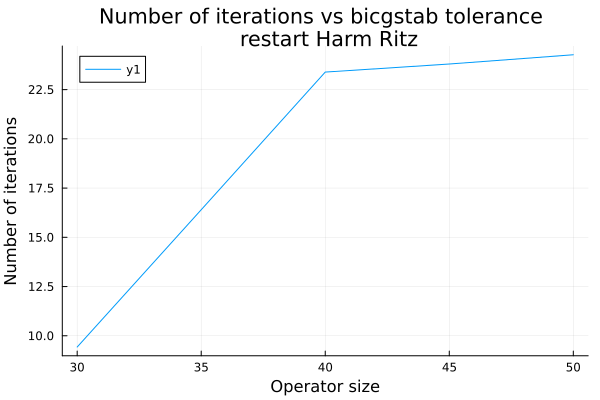 Number of iterations vs bicgstab tolerance
restart Harm Ritz
y1
Number of iterations
22.5
20.0
17.5
15.0
12.5
10.0
30 35 40 45 50
Operator size